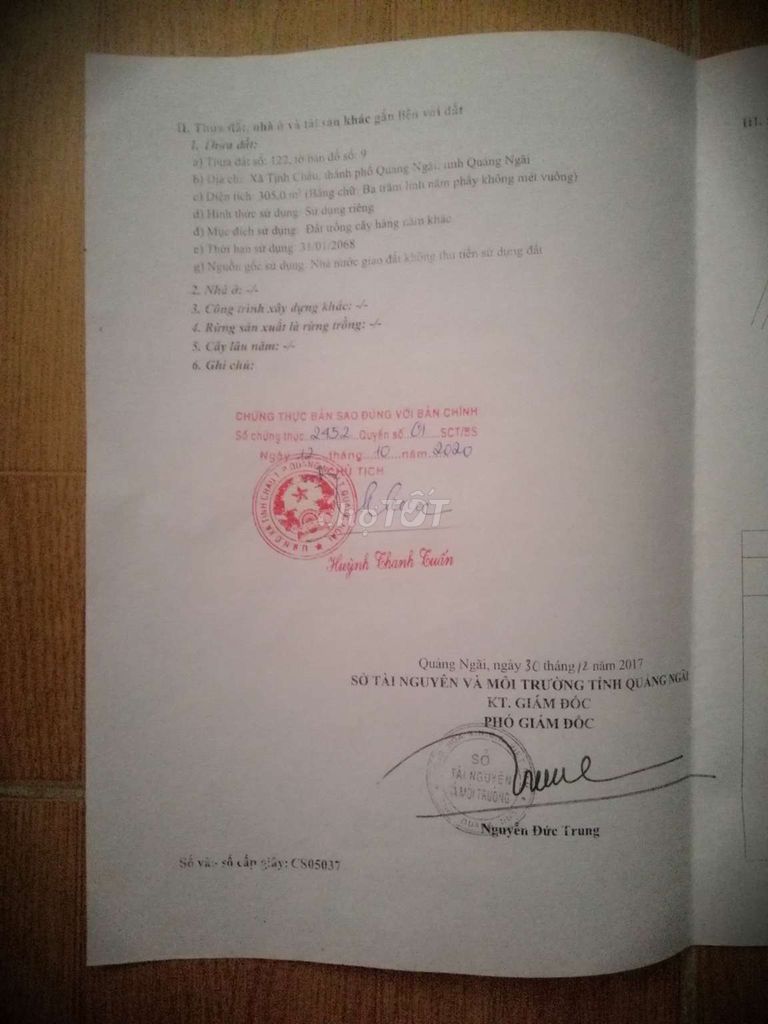 II. Thửa đất, nhà ở và tài sản khác gắn liền với đất
1. Thửa đất:
a) Thửa đất số: 122, tờ bản đồ số: 9
b) Địa chỉ: Xã Tịnh Châu, thành phố Quảng Ngãi, tỉnh Quảng Ngãi
c) Diện tích: 305,0 m² (Bằng chữ: Ba trăm linh năm phẩy không mét vuông)
d) Hình thức sử dụng: Sử dụng riêng
đ) Mục đích sử dụng: Đất trồng cây hàng năm khác
e) Thời hạn sử dụng: 31/01/2068
g) Nguồn gốc sử dụng: Nhà nước giao đất không thu tiền sử dụng đất
2. Nhà ở: -/-
3. Công trình xây dựng khác: -/-
4. Rừng sản xuất là rừng trồng: -/-
5. Cây lâu năm: -/-
6. Ghi chú:
III.
CHỨNG THỰC BẢN SAO ĐÚNG VỚI BẢN CHÍNH
Số chứng thực 2452 Quyển số 01 SCT/BS
Ngày 12 tháng 10 năm 2020
CHỦ TỊCH
chợTỐT
Huỳnh Thanh Tuấn
Quảng Ngãi, ngày 30 tháng 12 năm 2017
SỞ TÀI NGUYÊN VÀ MÔI TRƯỜNG TỈNH QUẢNG NGÃI
KT. GIÁM ĐỐC
PHÓ GIÁM ĐỐC
SỞ
TÀI NGUYÊN
MÔI TRƯỜNG
Nguyễn Đức Trung
Số vào sổ cấp giấy: CS05037